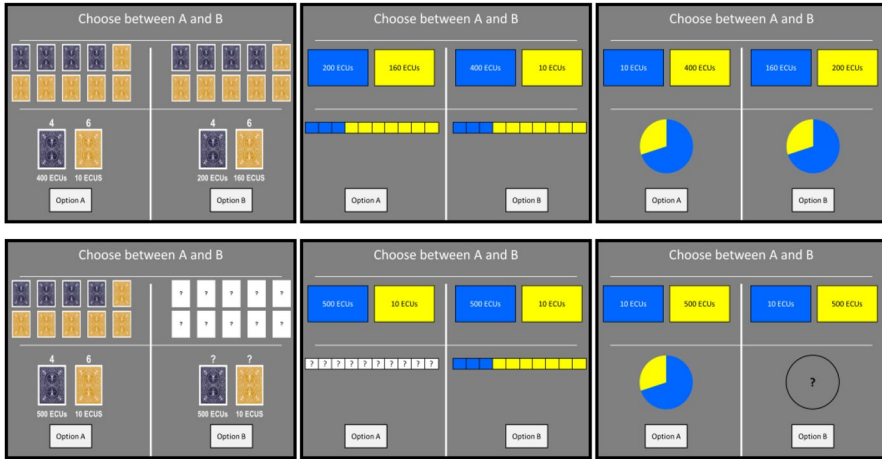 Choose between A and B
4 6 4 6
400 ECUs 10 ECUS 200 ECUs 160 ECUS
Option A Option B
Choose between A and B
200 ECUs 160 ECUs 400 ECUs 10 ECUs
Option A Option B
Choose between A and B
10 ECUs 400 ECUs 160 ECUs 200 ECUs
Option A Option B
Choose between A and B
? ? ? ? ?
? ? ? ? ?
4 6 ? ?
500 ECUs 10 ECUS 500 ECUs 10 ECUS
Option A Option B
Choose between A and B
500 ECUs 10 ECUs 500 ECUs 10 ECUs
? ? ? ? ? ? ? ? ? ?
Option A Option B
Choose between A and B
10 ECUs 500 ECUs 10 ECUs 500 ECUs
?
Option A Option B